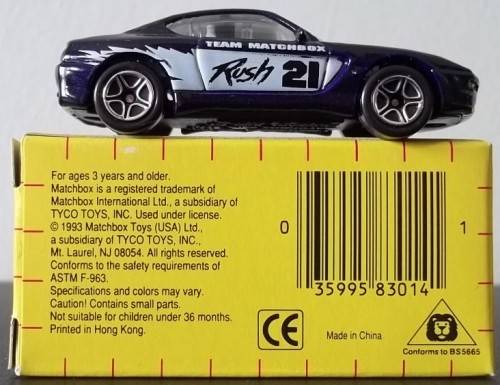 TEAM MATCHBOX
Rush 21
For ages 3 years and older.
Matchbox is a registered trademark of
Matchbox International Ltd., a subsidiary of
TYCO TOYS, INC. Used under license.
© 1993 Matchbox Toys (USA) Ltd.,
a subsidiary of TYCO TOYS, INC.,
Mt. Laurel, NJ 08054. All rights reserved.
Conforms to the safety requirements of
ASTM F-963.
Specifications and colors may vary.
Caution! Contains small parts.
Not suitable for children under 36 months.
Printed in Hong Kong.
0 35995 83014 1
CE
Made in China
Conforms to BS5665